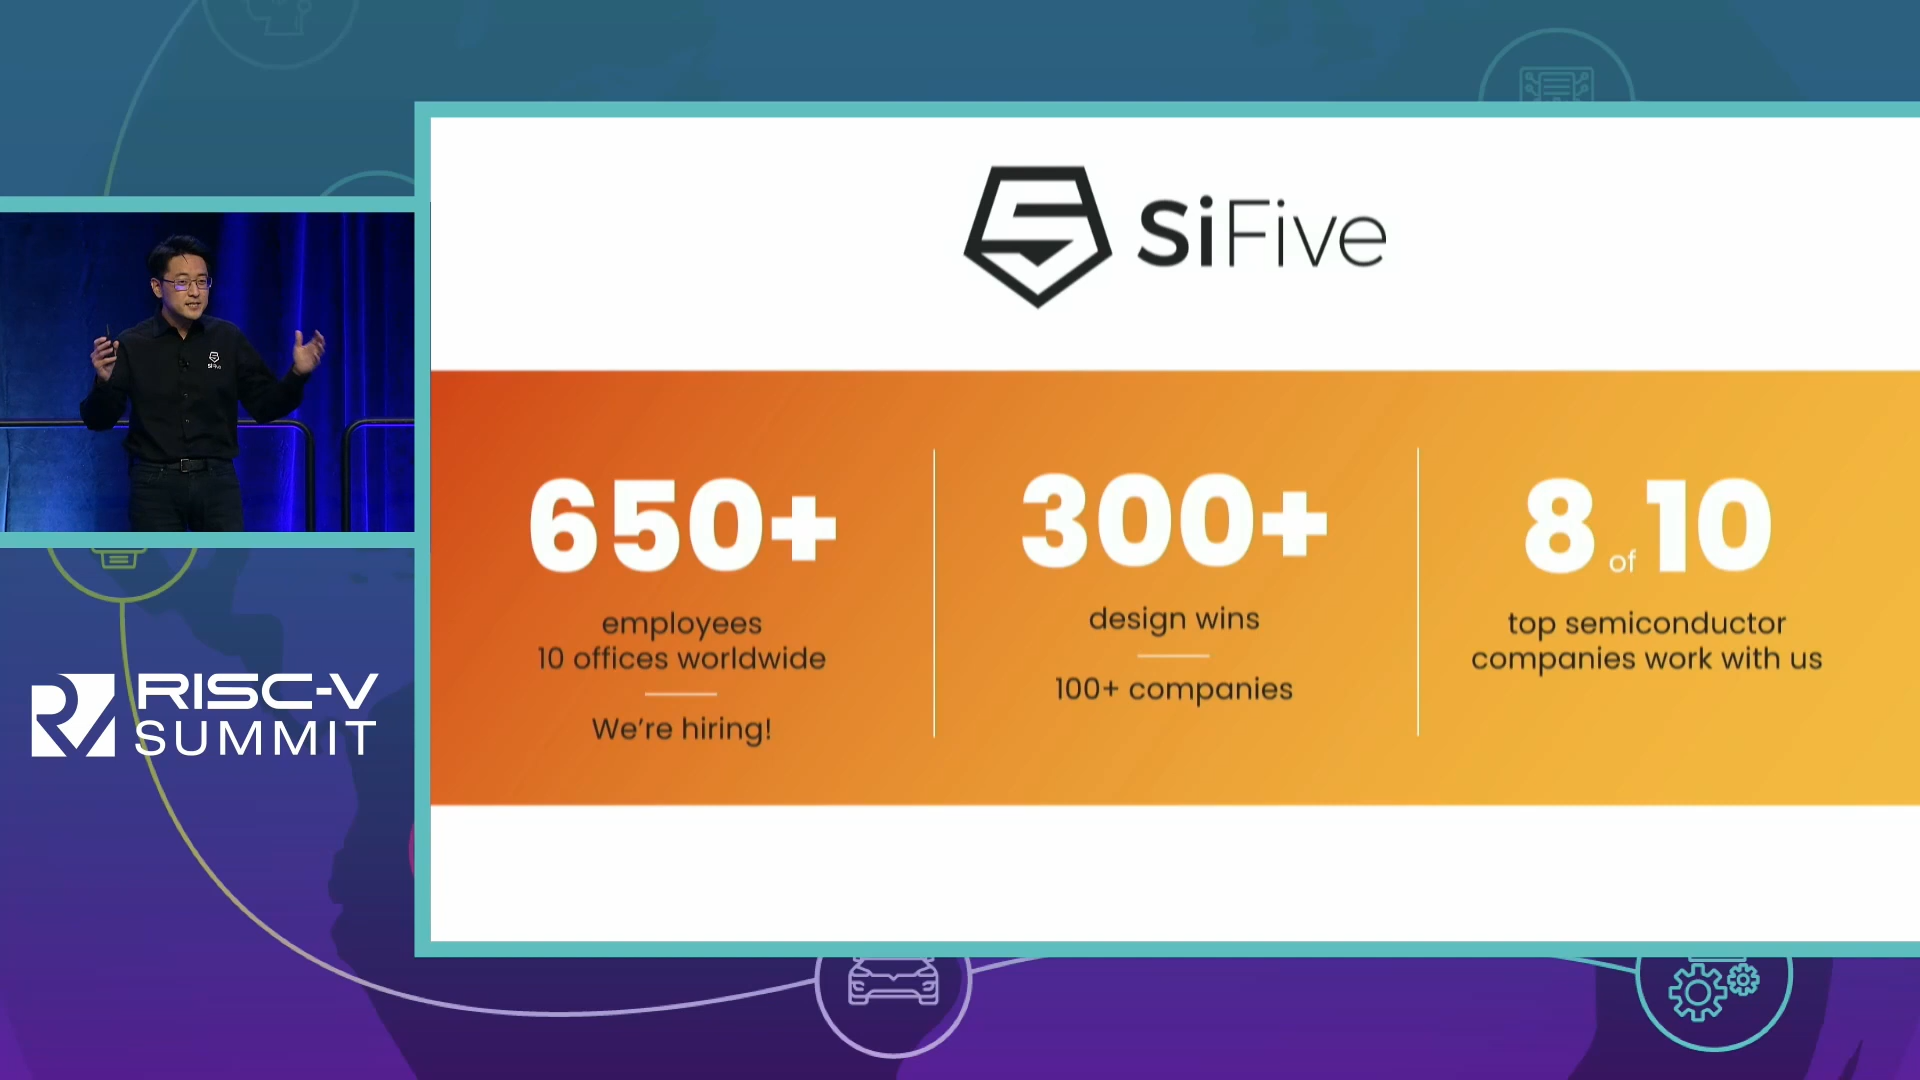 SiFive
650+
employees
10 offices worldwide
We're hiring!
300+
design wins
100+ companies
8 of 10
top semiconductor
companies work with us
SiFive
RISC-V
SUMMIT